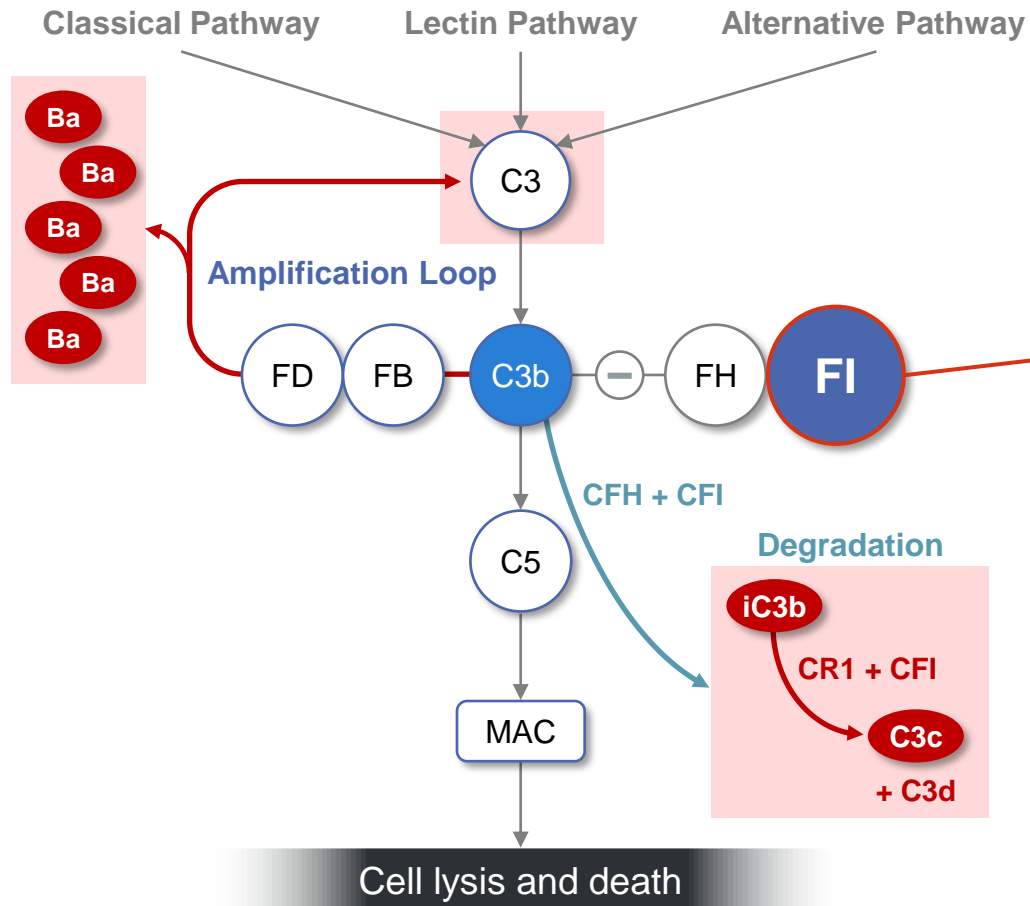 Classical Pathway
Lectin Pathway
Alternative Pathway
Ba
Ba
Ba
Ba
Ba
C3
Amplification Loop
FD
FB
C3b
−
FH
FI
CFH + CFI
C5
Degradation
iC3b
CR1 + CFI
C3c
+ C3d
MAC
Cell lysis and death